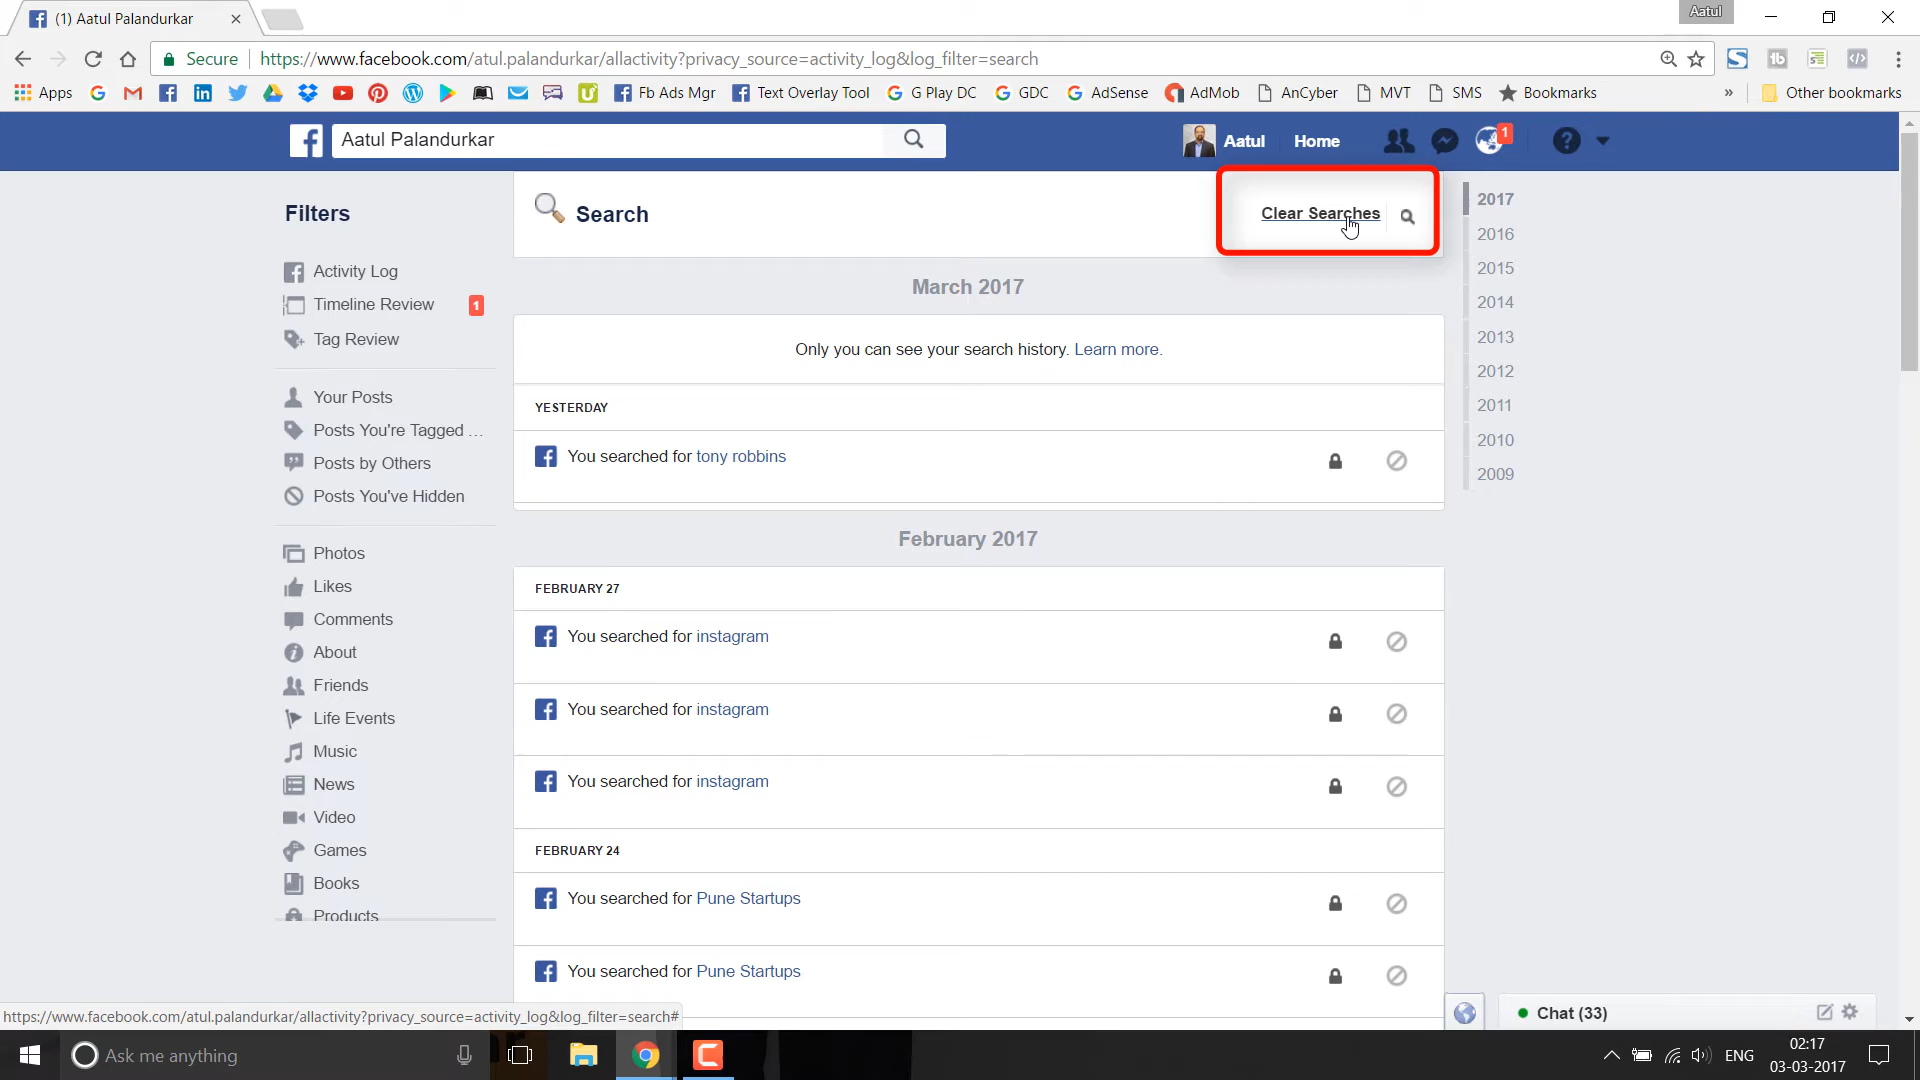 (1) Aatul Palandurkar
Aatul
Secure
https://www.facebook.com/atul.palandurkar/allactivity?privacy_source=activity_log&log_filter=search
Apps
Fb Ads Mgr
Text Overlay Tool
G Play DC
GDC
AdSense
AdMob
AnCyber
MVT
SMS
Bookmarks
»
Other bookmarks
Aatul Palandurkar
Aatul
Home
1
Filters
Activity Log
Timeline Review
1
Tag Review
Your Posts
Posts You're Tagged ...
Posts by Others
Posts You've Hidden
Photos
Likes
Comments
About
Friends
Life Events
Music
News
Video
Games
Books
Products
Search
Clear Searches
March 2017
Only you can see your search history. Learn more.
YESTERDAY
You searched for tony robbins
February 2017
FEBRUARY 27
You searched for instagram
You searched for instagram
You searched for instagram
FEBRUARY 24
You searched for Pune Startups
You searched for Pune Startups
2017
2016
2015
2014
2013
2012
2011
2010
2009
https://www.facebook.com/atul.palandurkar/allactivity?privacy_source=activity_log&log_filter=search#
Chat (33)
Ask me anything
ENG
02:17
03-03-2017